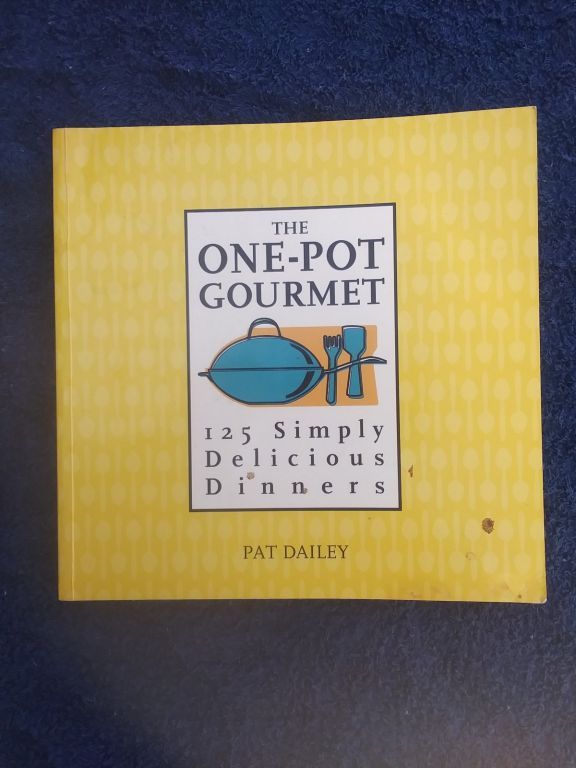 THE
ONE-POT
GOURMET
125 Simply
Delicious
Dinners
PAT DAILEY